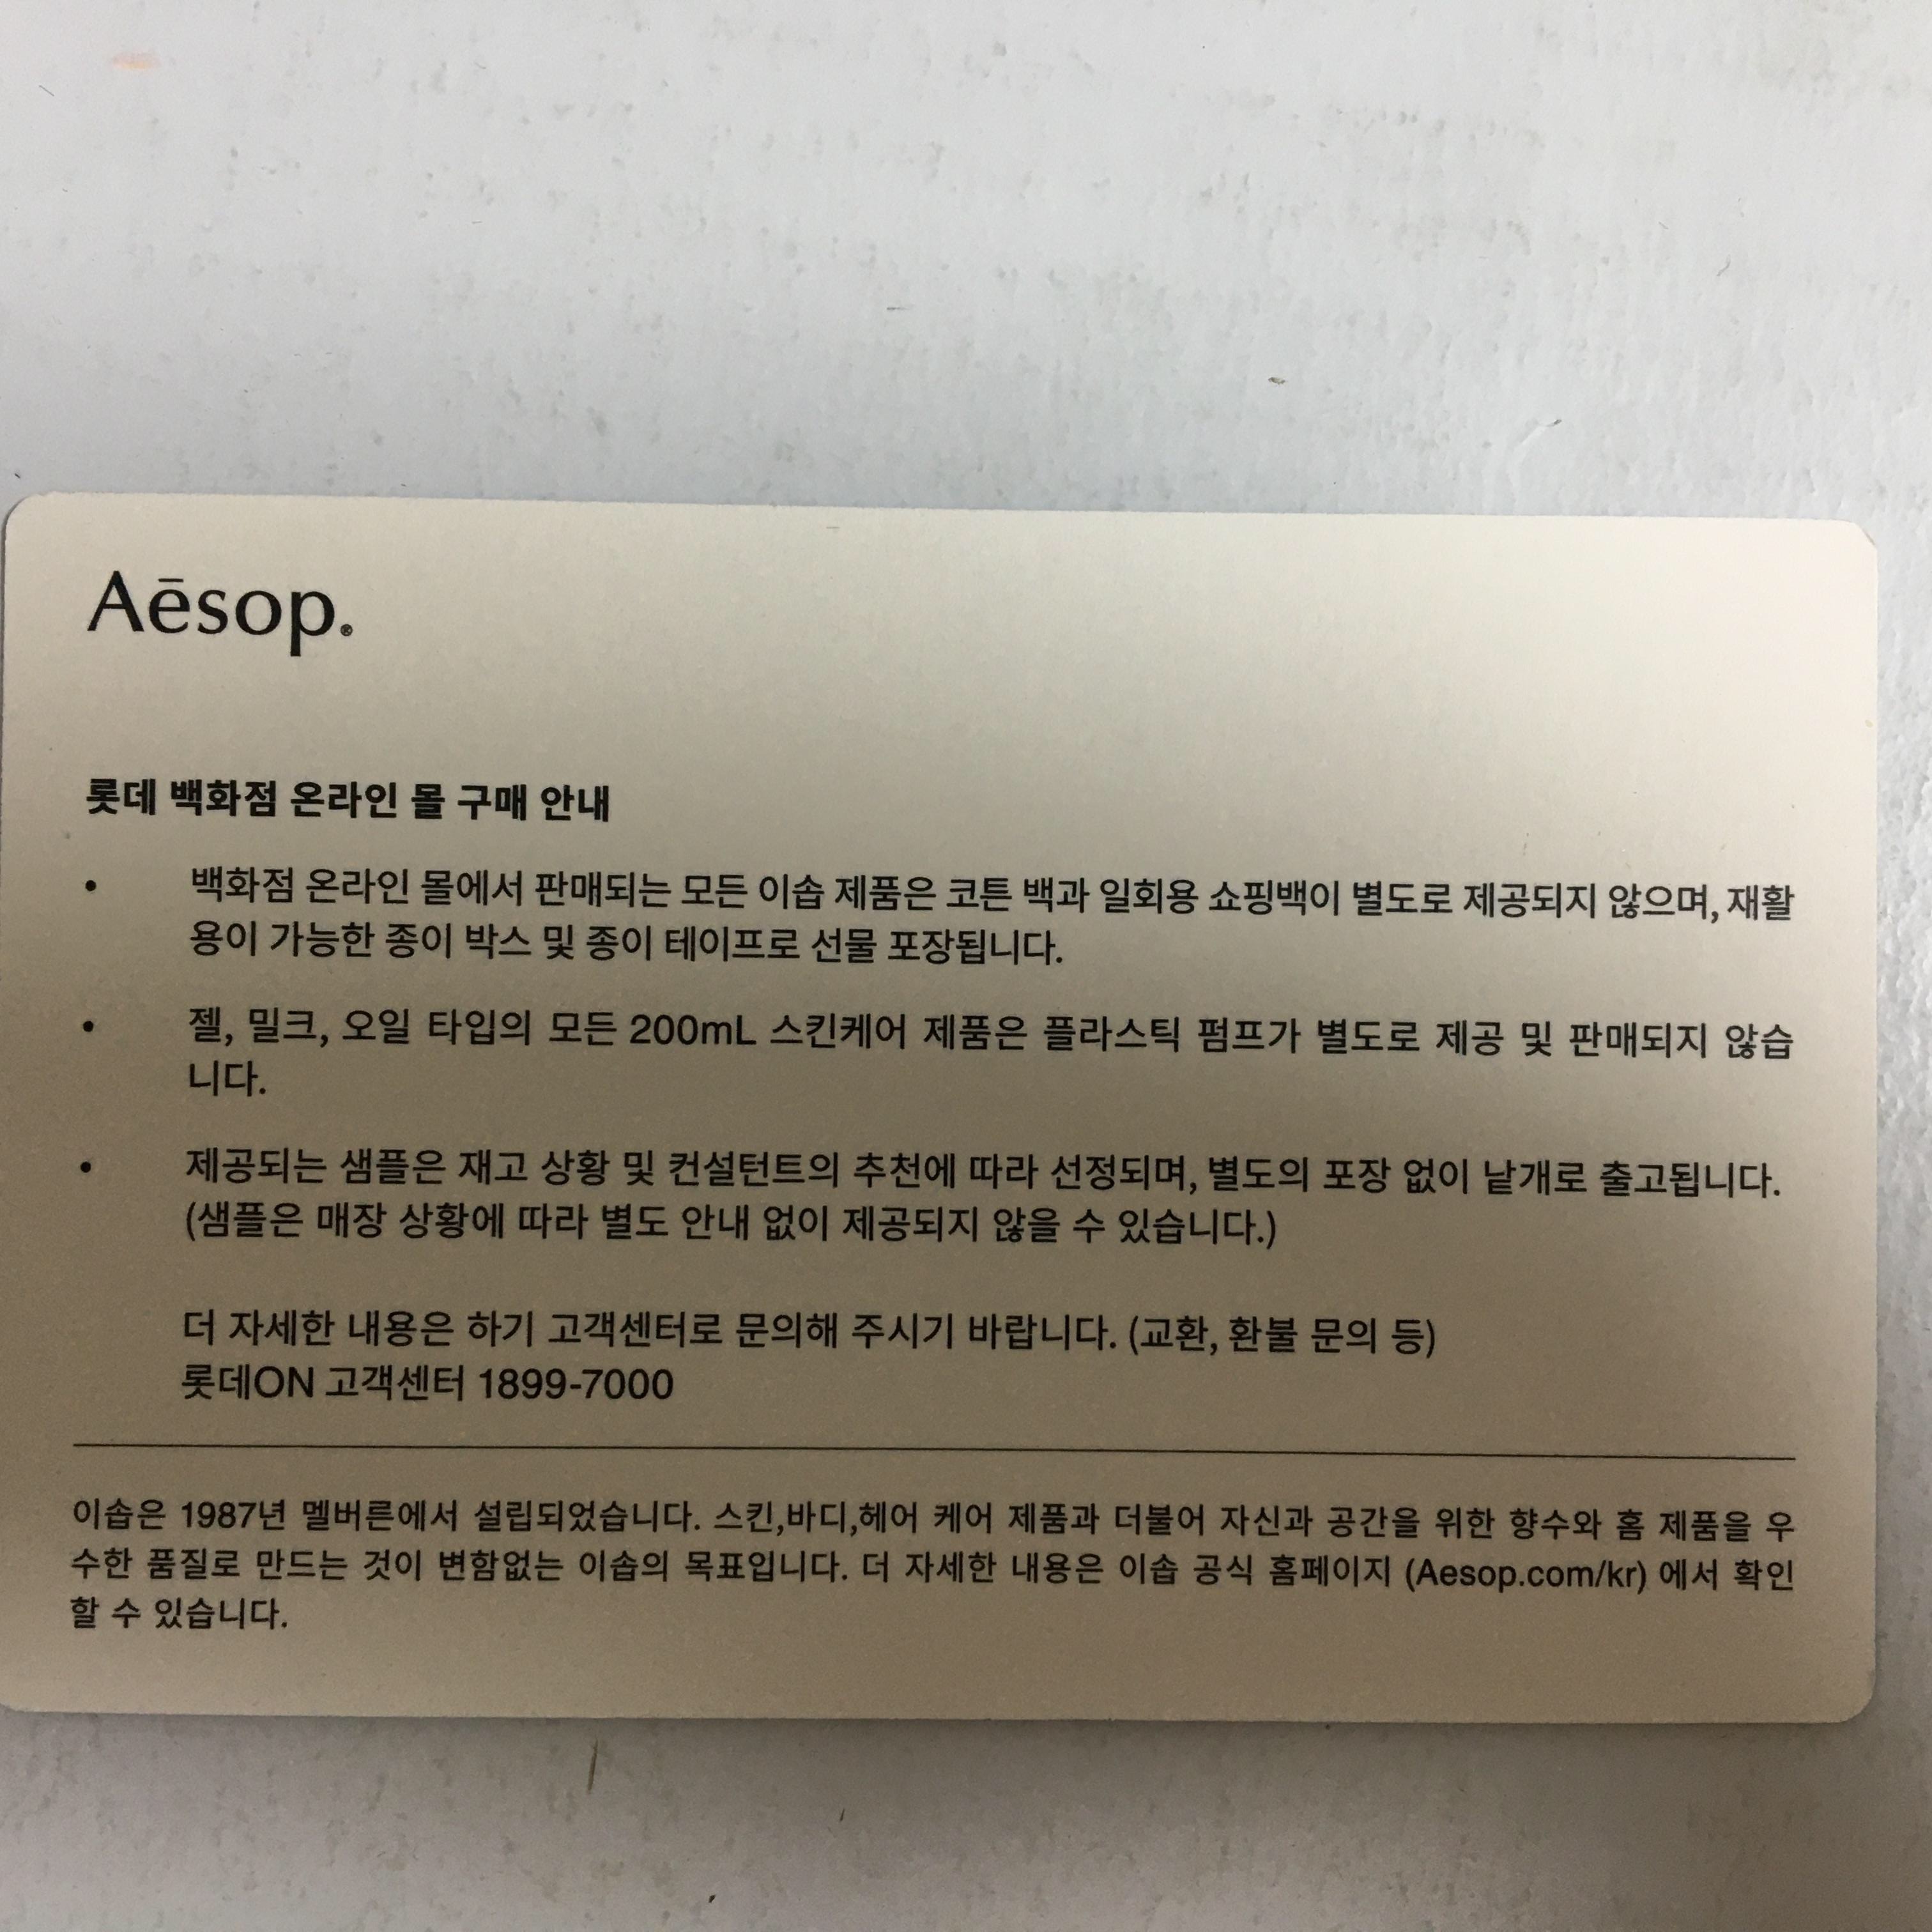 Aēsop.®
롯데 백화점 온라인 몰 구매 안내
• 백화점 온라인 몰에서 판매되는 모든 이솝 제품은 코튼 백과 일회용 쇼핑백이 별도로 제공되지 않으며, 재활
용이 가능한 종이 박스 및 종이 테이프로 선물 포장됩니다.
• 젤, 밀크, 오일 타입의 모든 200mL 스킨케어 제품은 플라스틱 펌프가 별도로 제공 및 판매되지 않습
니다.
• 제공되는 샘플은 재고 상황 및 컨설턴트의 추천에 따라 선정되며, 별도의 포장 없이 낱개로 출고됩니다.
(샘플은 매장 상황에 따라 별도 안내 없이 제공되지 않을 수 있습니다.)
더 자세한 내용은 하기 고객센터로 문의해 주시기 바랍니다. (교환, 환불 문의 등)
롯데ON 고객센터 1899-7000
이솝은 1987년 멜버른에서 설립되었습니다. 스킨,바디,헤어 케어 제품과 더불어 자신과 공간을 위한 향수와 홈 제품을 우
수한 품질로 만드는 것이 변함없는 이솝의 목표입니다. 더 자세한 내용은 이솝 공식 홈페이지 (Aesop.com/kr) 에서 확인
할 수 있습니다.